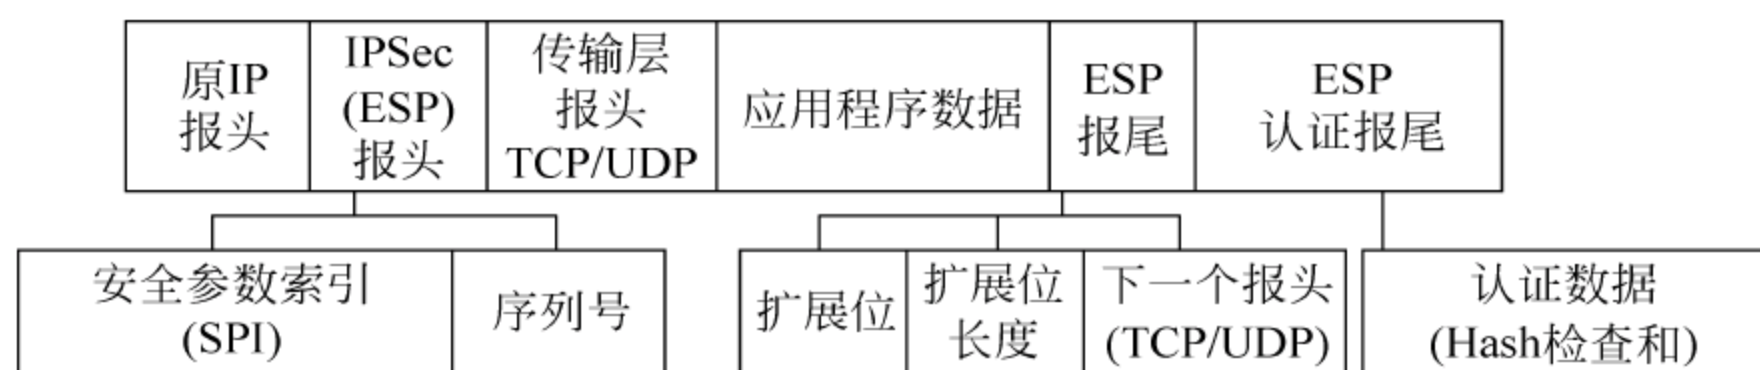 原IP
报头
IPSec
(ESP)
报头
传输层
报头
TCP/UDP
应用程序数据
ESP
报尾
ESP
认证报尾
安全参数索引
(SPI)
序列号
扩展位
扩展位
长度
下一个报头
(TCP/UDP)
认证数据
(Hash检查和)